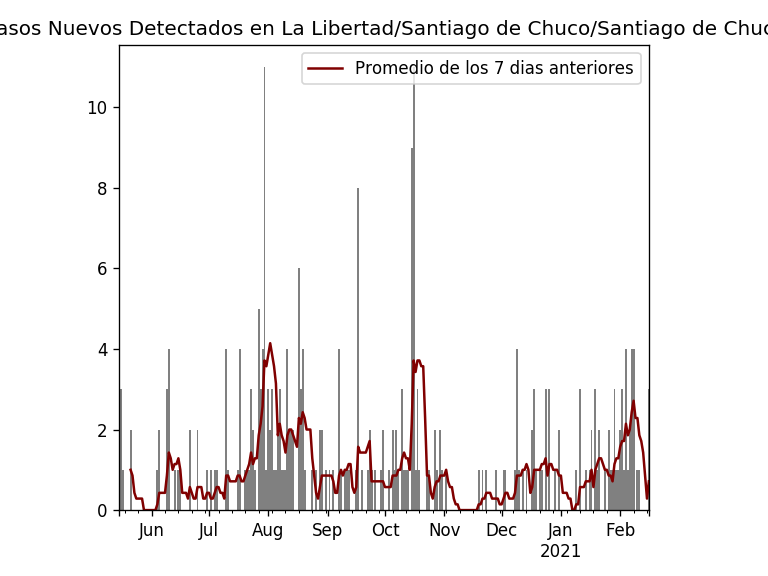 asos Nuevos Detectados en La Libertad/Santiago de Chuco/Santiago de Chuc
Promedio de los 7 dias anteriores
10
8
6
4
2
0
Jun Jul Aug Sep Oct Nov Dec Jan Feb
2021